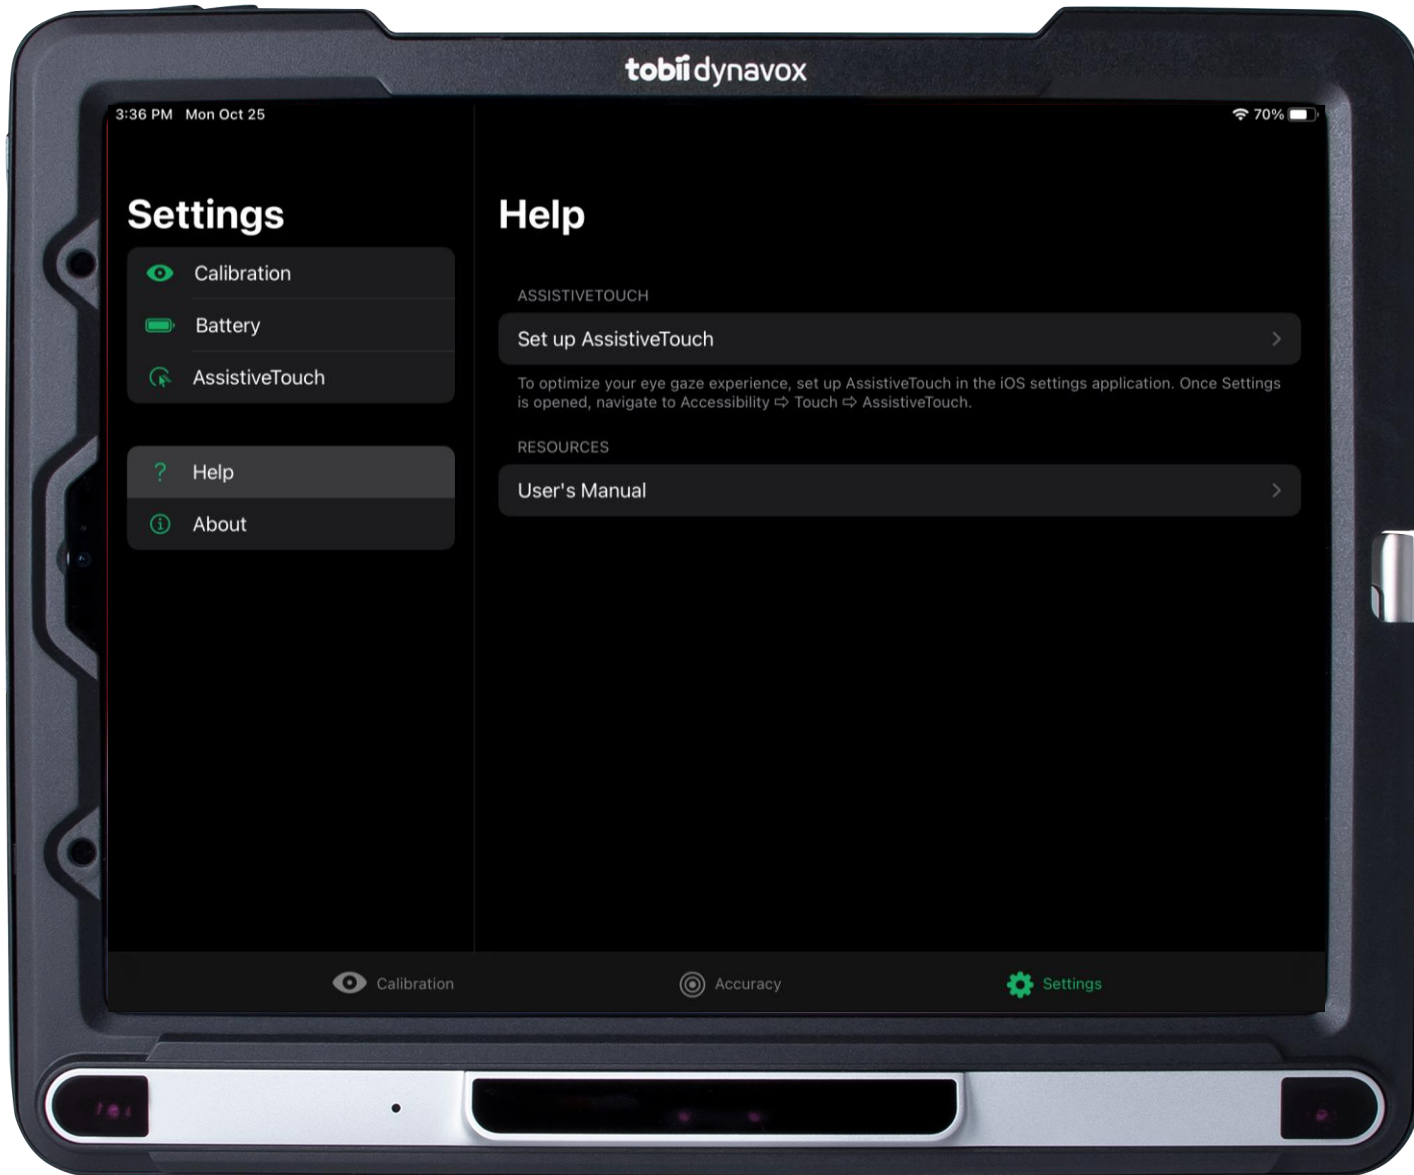 tobii dynavox
3:36 PM Mon Oct 25
70%
Settings
Calibration
Battery
AssistiveTouch
Help
About
Help
ASSISTIVETOUCH
Set up AssistiveTouch
To optimize your eye gaze experience, set up AssistiveTouch in the iOS settings application. Once Settings
is opened, navigate to Accessibility ⇨ Touch ⇨ AssistiveTouch.
RESOURCES
User's Manual
Calibration
Accuracy
Settings